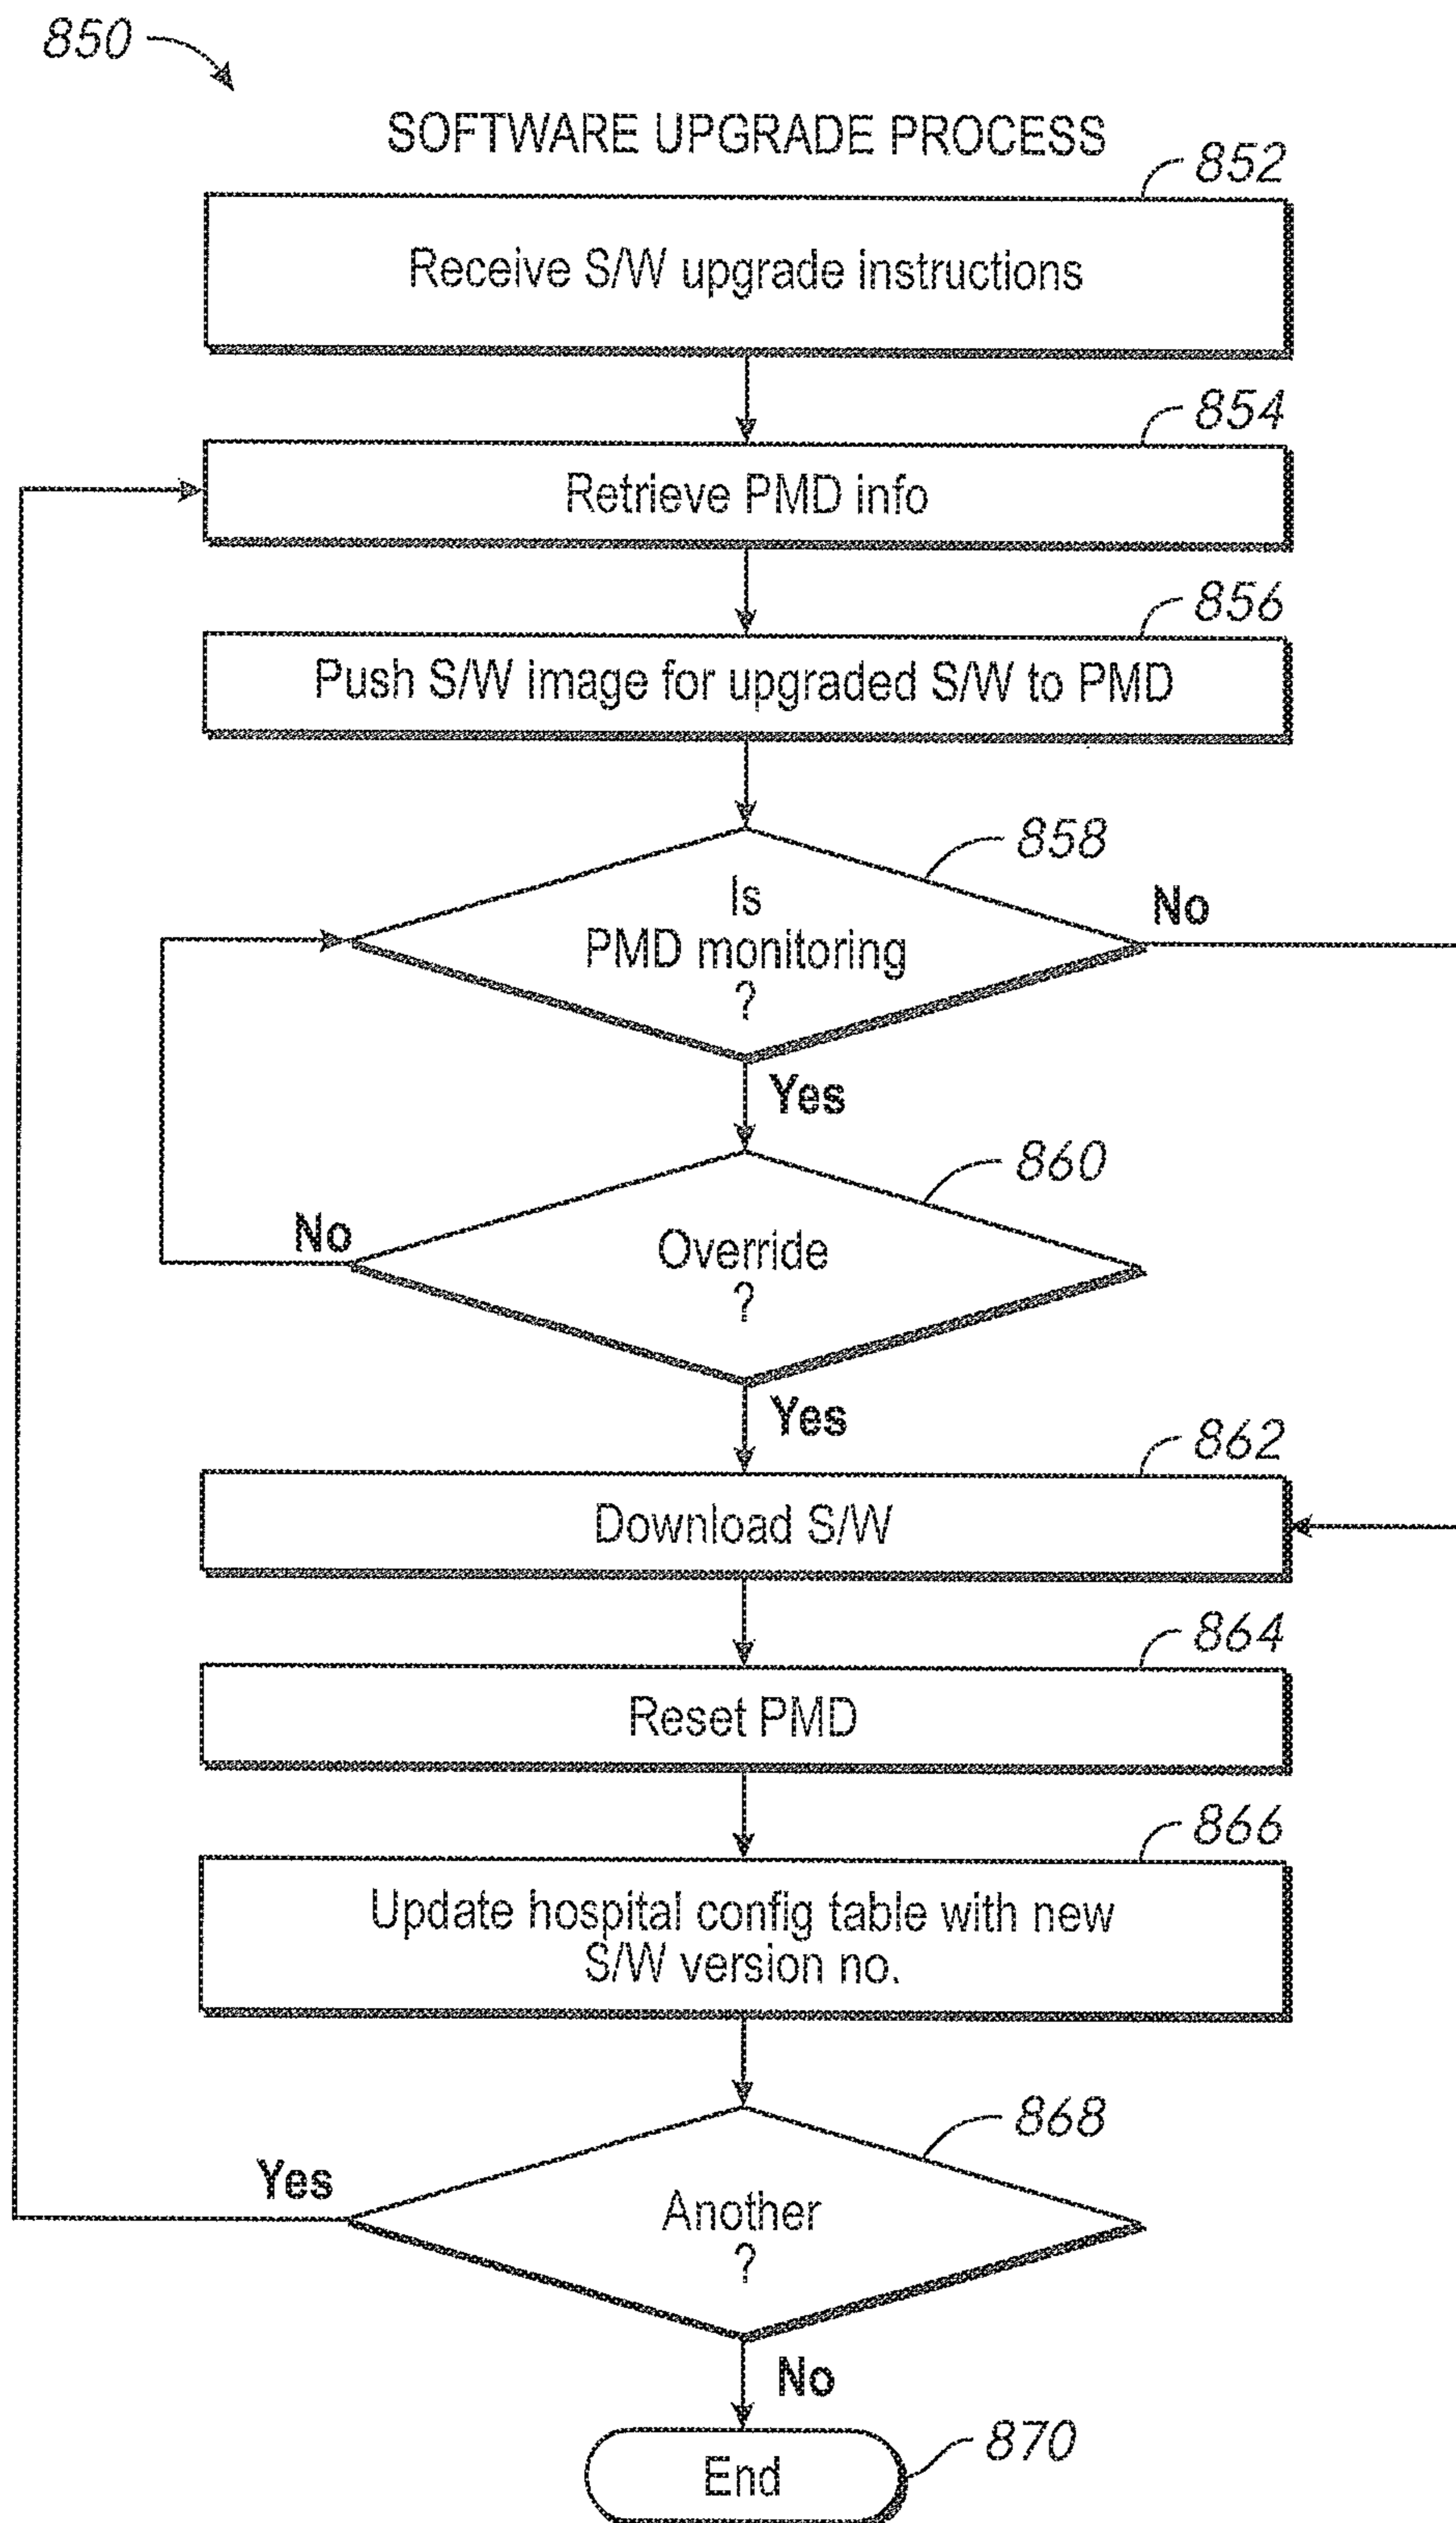 850
SOFTWARE UPGRADE PROCESS
852
Receive S/W upgrade instructions
854
Retrieve PMD info
856
Push S/W image for upgraded S/W to PMD
858
Is
PMD monitoring
?
No
Yes
860
Override
?
No
Yes
862
Download S/W
864
Reset PMD
866
Update hospital config table with new
S/W version no.
868
Another
?
Yes
No
870
End